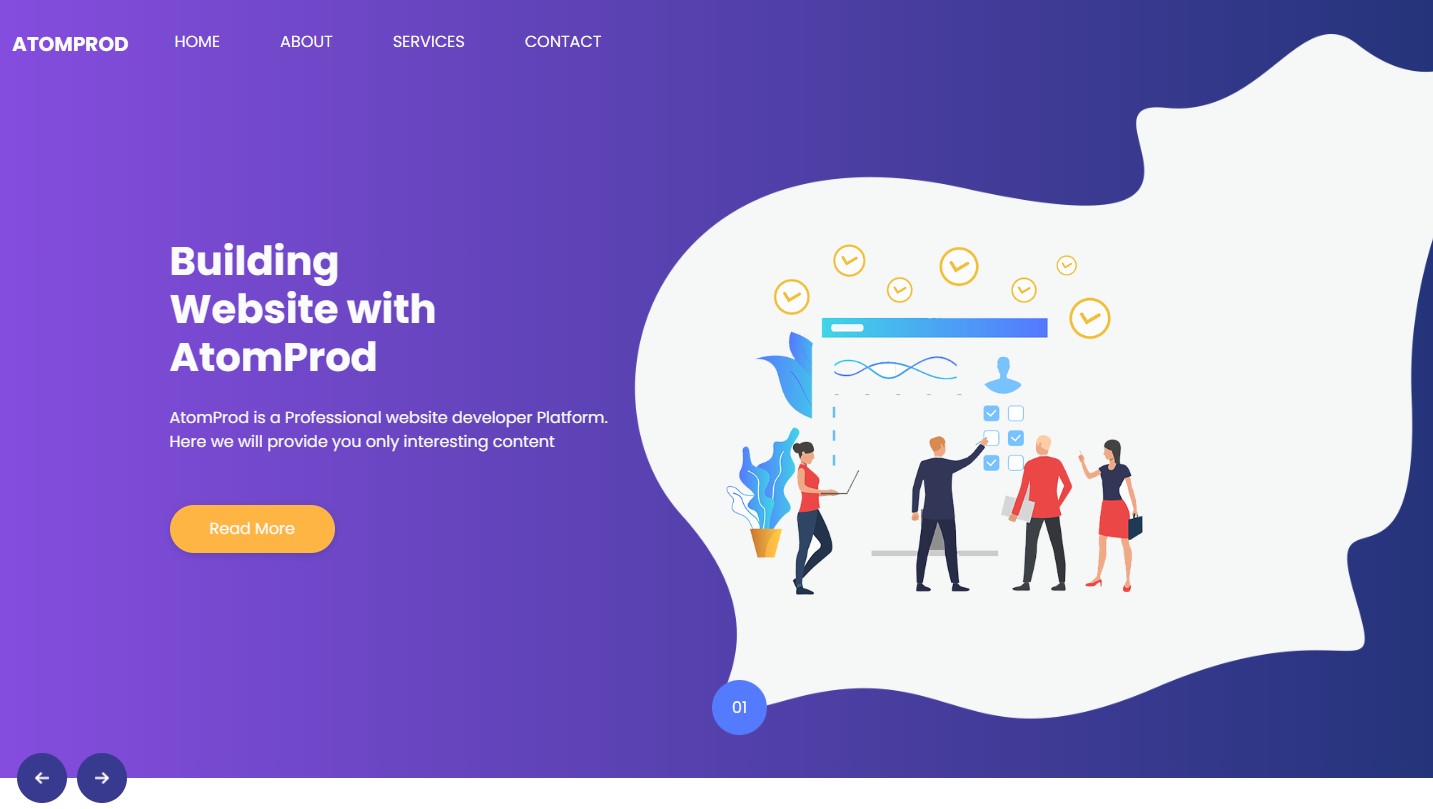 ATOMPROD
HOME
ABOUT
SERVICES
CONTACT
Building
Website with
AtomProd
AtomProd is a Professional website developer Platform.
Here we will provide you only interesting content
Read More
01